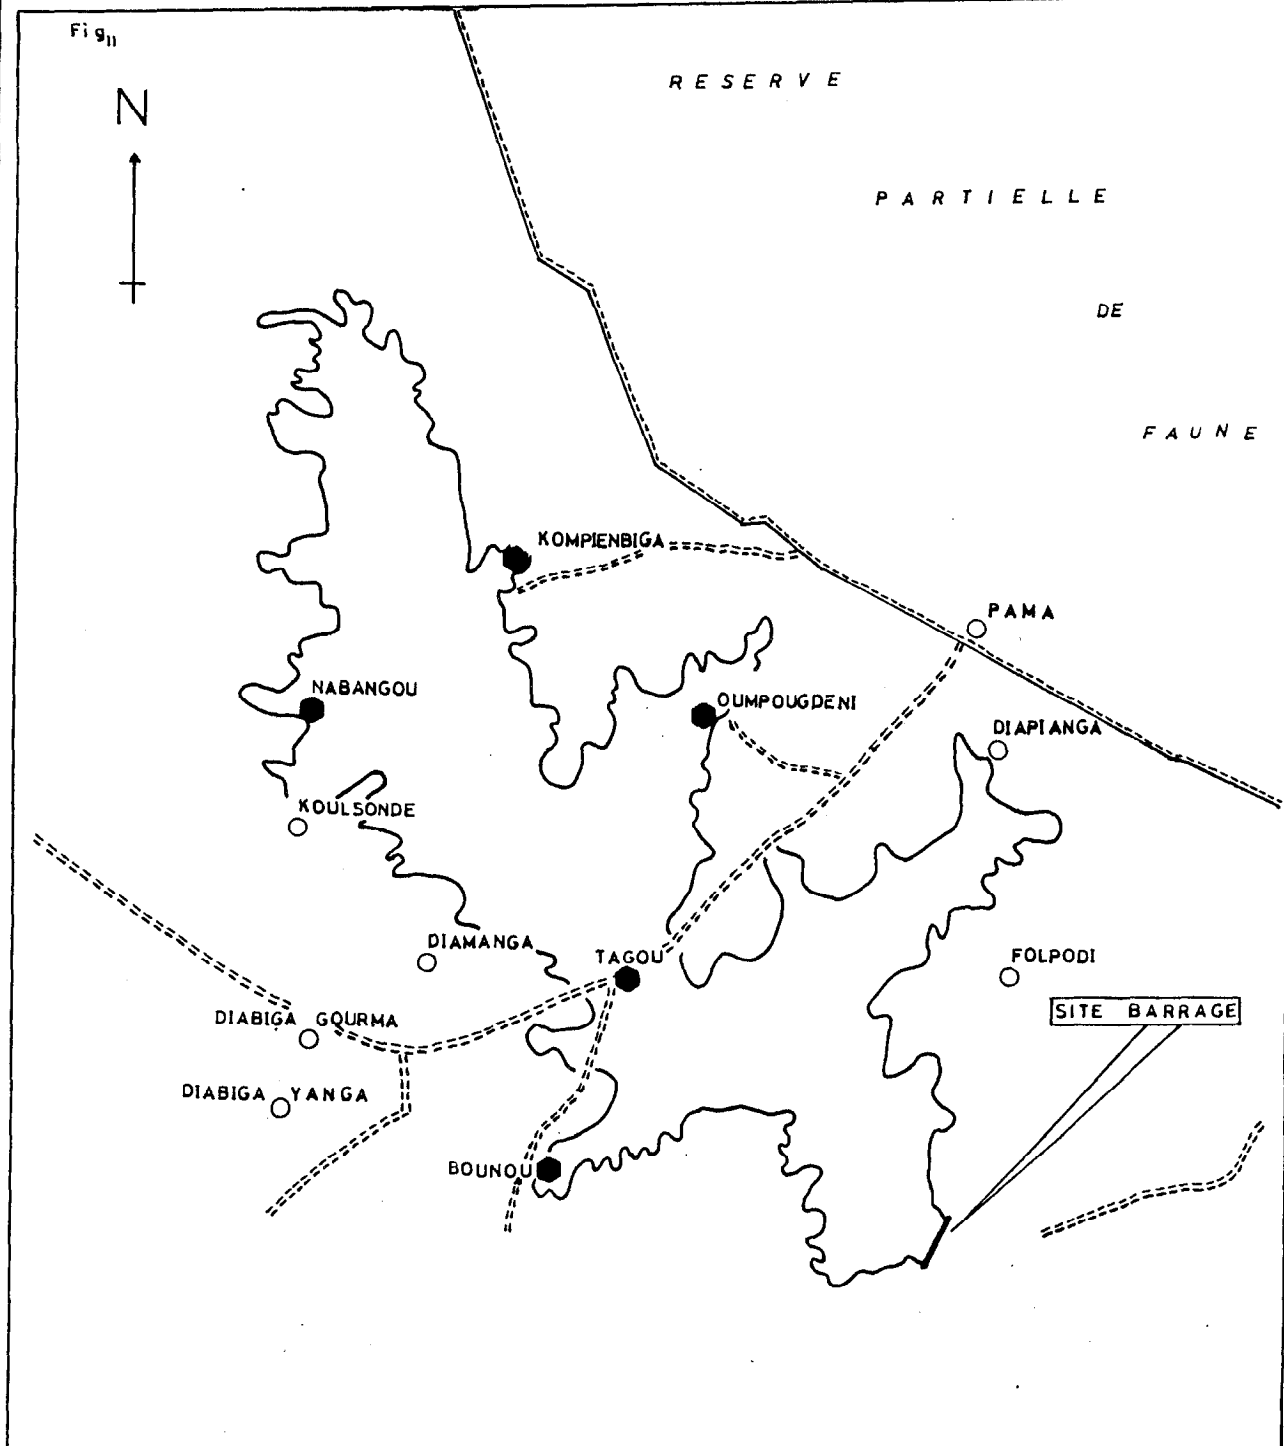 Fig11
N
RESERVE
PARTIELLE
DE
FAUNE
KOMPIENBIGA
PAMA
NABANGOU
OUMPOUGDENI
DIAPIANGA
KOULSONDE
DIAMANGA
TAGOU
FOLPODI
SITE BARRAGE
DIABIGA GOURMA
DIABIGA YANGA
BOUNOU